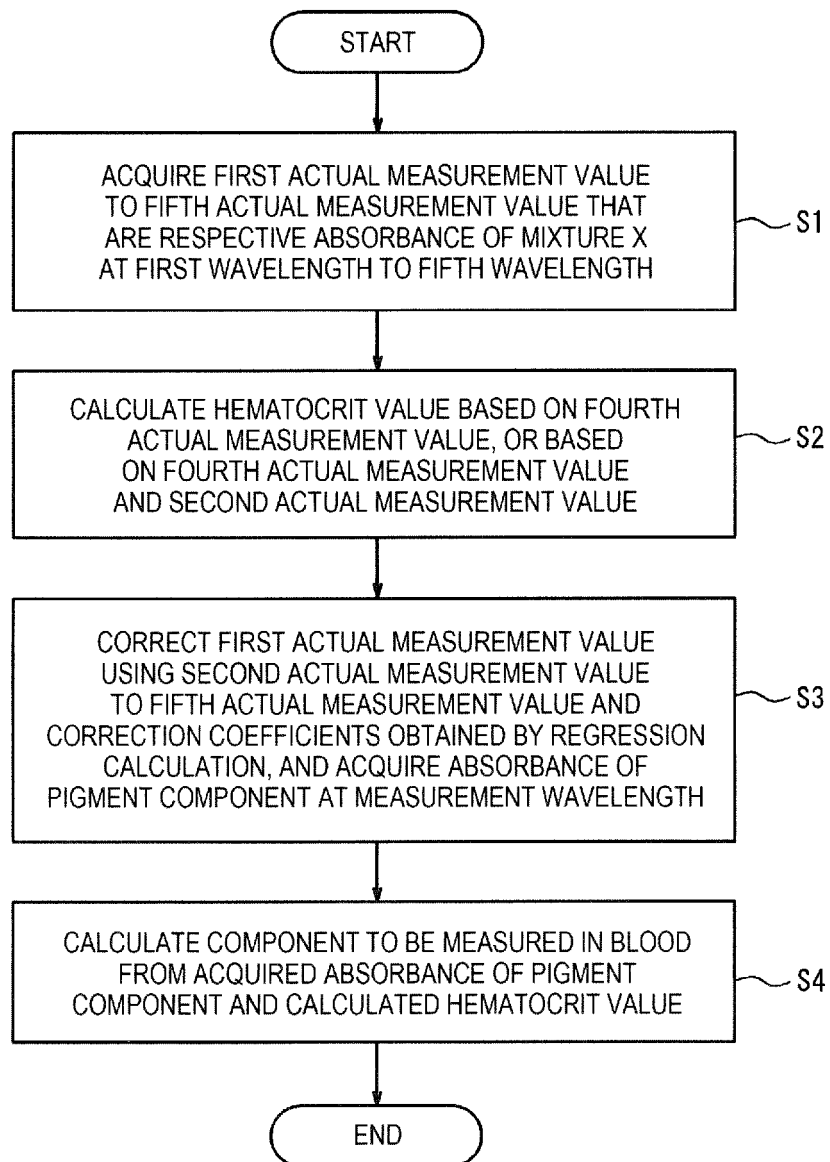 START
ACQUIRE FIRST ACTUAL MEASUREMENT VALUE
TO FIFTH ACTUAL MEASUREMENT VALUE THAT
ARE RESPECTIVE ABSORBANCE OF MIXTURE X
AT FIRST WAVELENGTH TO FIFTH WAVELENGTH
S1
CALCULATE HEMATOCRIT VALUE BASED ON FOURTH
ACTUAL MEASUREMENT VALUE, OR BASED
ON FOURTH ACTUAL MEASUREMENT VALUE
AND SECOND ACTUAL MEASUREMENT VALUE
S2
CORRECT FIRST ACTUAL MEASUREMENT VALUE
USING SECOND ACTUAL MEASUREMENT VALUE
TO FIFTH ACTUAL MEASUREMENT VALUE AND
CORRECTION COEFFICIENTS OBTAINED BY REGRESSION
CALCULATION, AND ACQUIRE ABSORBANCE OF
PIGMENT COMPONENT AT MEASUREMENT WAVELENGTH
S3
CALCULATE COMPONENT TO BE MEASURED IN BLOOD
FROM ACQUIRED ABSORBANCE OF PIGMENT
COMPONENT AND CALCULATED HEMATOCRIT VALUE
S4
END